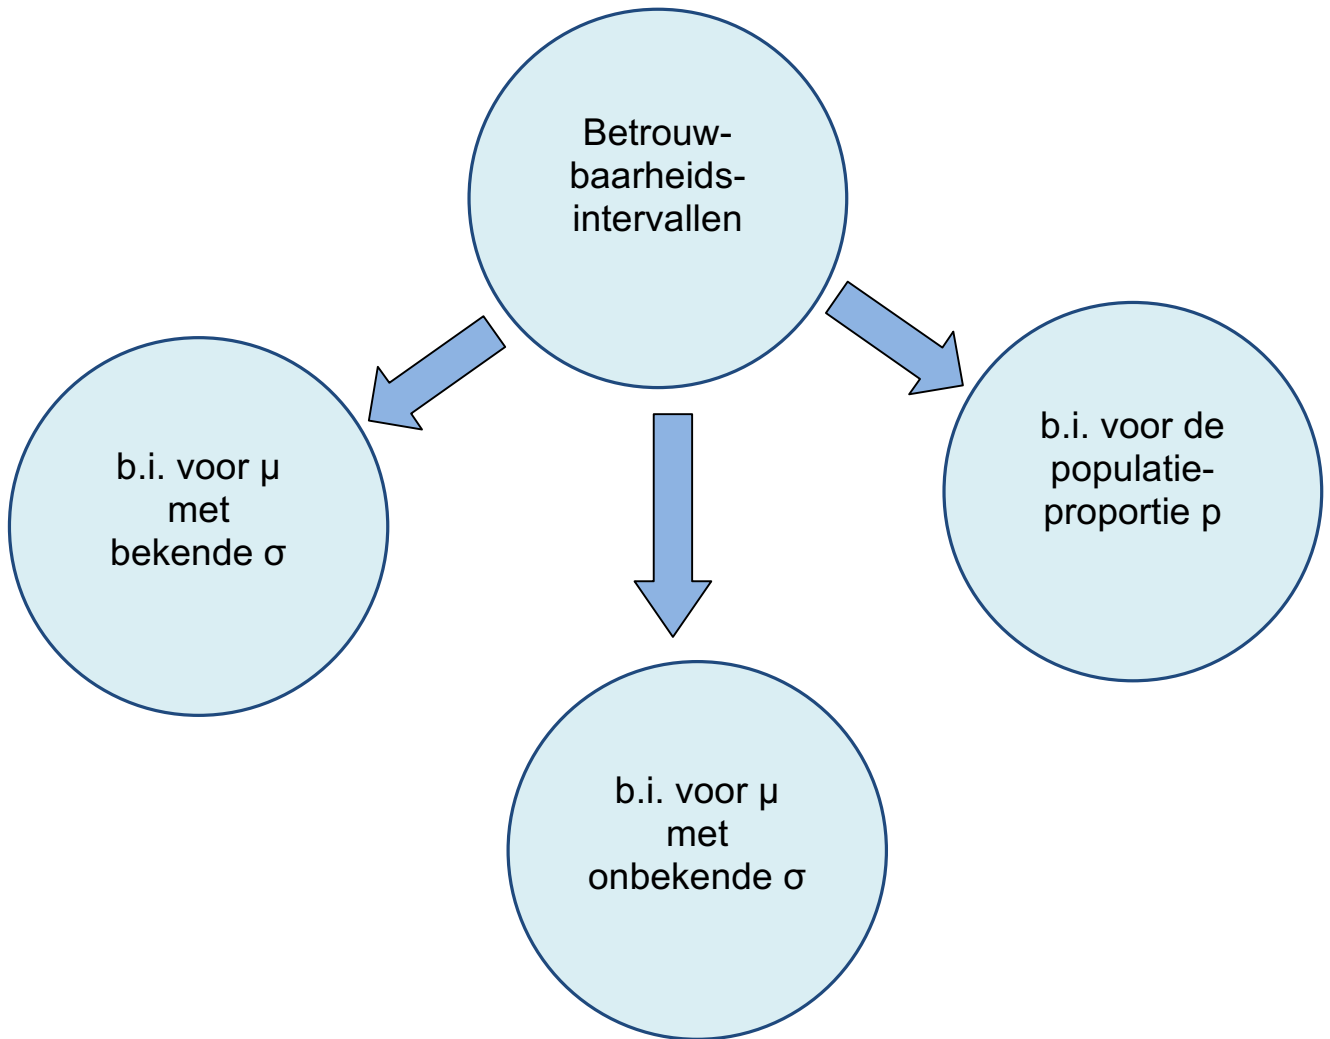 Betrouw-
baarheids-
intervallen
b.i. voor μ
met
bekende σ
b.i. voor de
populatie-
proportie p
b.i. voor μ
met
onbekende σ